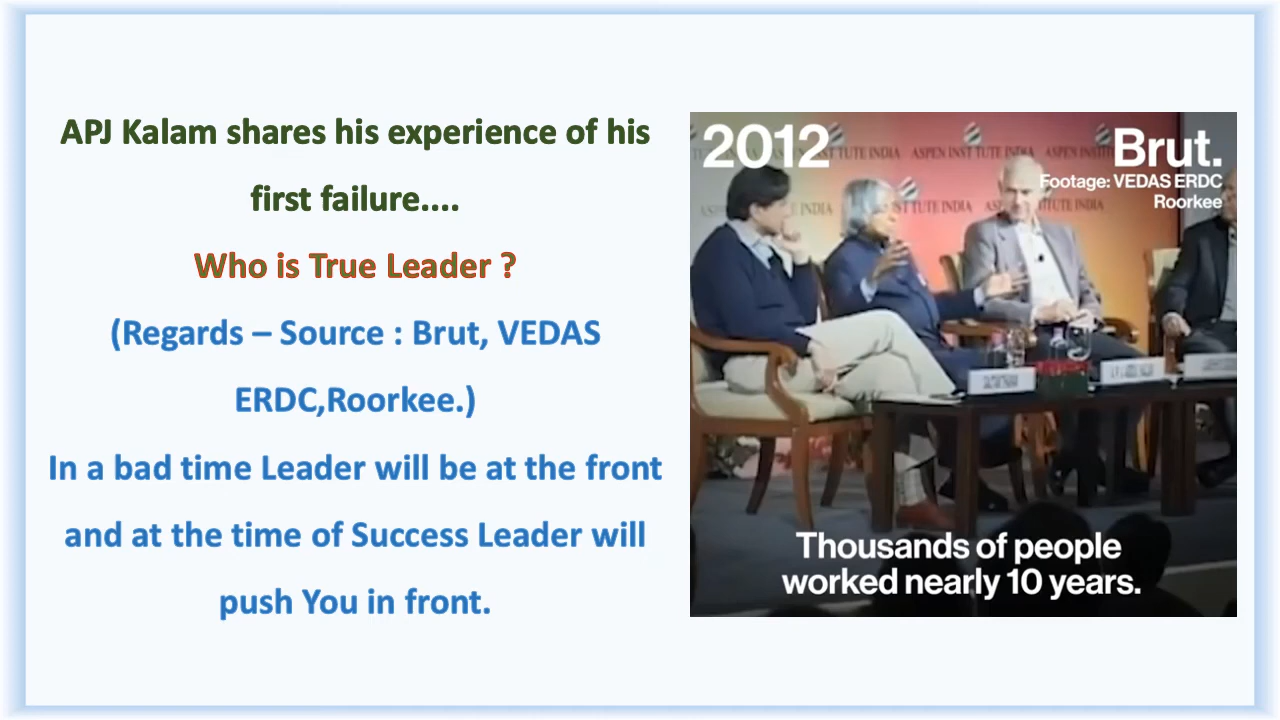 APJ Kalam shares his experience of his
first failure....
Who is True Leader ?
(Regards – Source : Brut, VEDAS
ERDC,Roorkee.)
In a bad time Leader will be at the front
and at the time of Success Leader will
push You in front.
2012
Brut.
Footage: VEDAS ERDC
Roorkee
ASPEN INSTITUTE INDIA
Thousands of people
worked nearly 10 years.